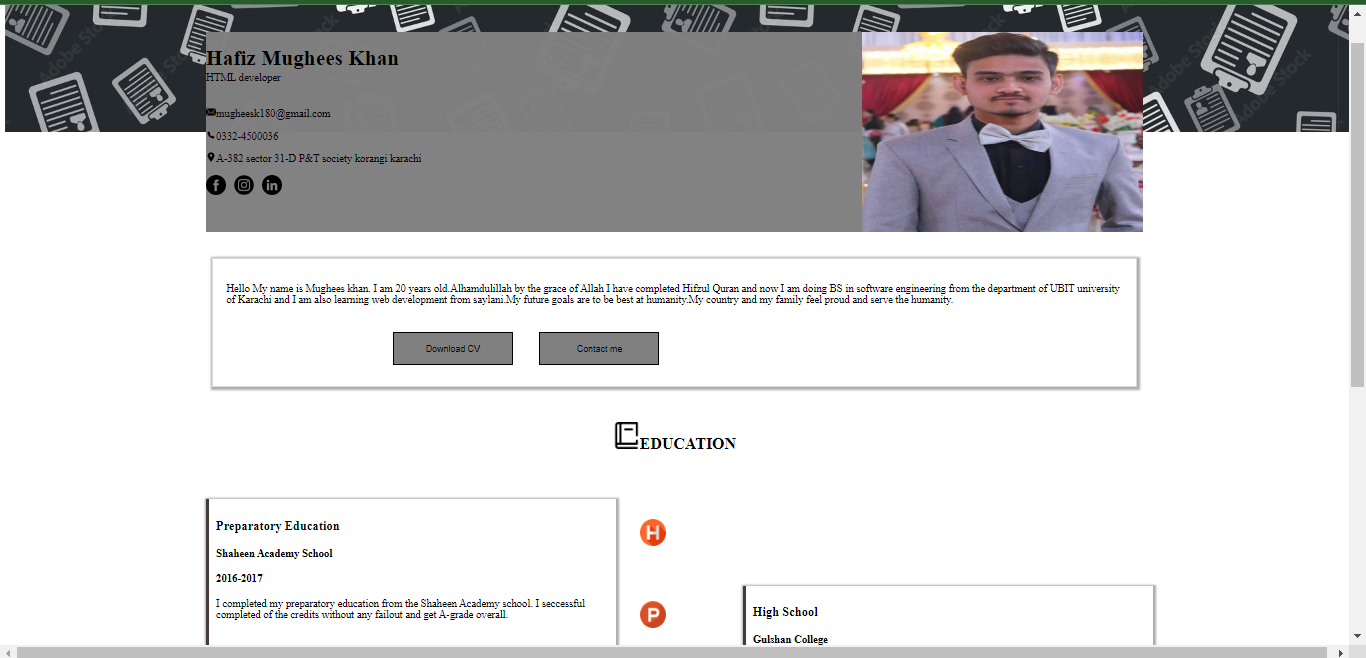 Hafiz Mughees Khan
HTML developer
mugheesk180@gmail.com
0332-4500036
A-382 sector 31-D P&T society korangi karachi
Hello My name is Mughees khan. I am 20 years old.Alhamdulillah by the grace of Allah I have completed Hifzul Quran and now I am doing BS in software engineering from the department of UBIT university
of Karachi and I am also learning web development from saylani.My future goals are to be best at humanity.My country and my family feel proud and serve the humanity.
Download CV
Contact me
EDUCATION
Preparatory Education
Shaheen Academy School
2016-2017
I completed my preparatory education from the Shaheen Academy school. I seccessful
completed of the credits without any failout and get A-grade overall.
H
P
High School
Gulshan College
Adobe Stock